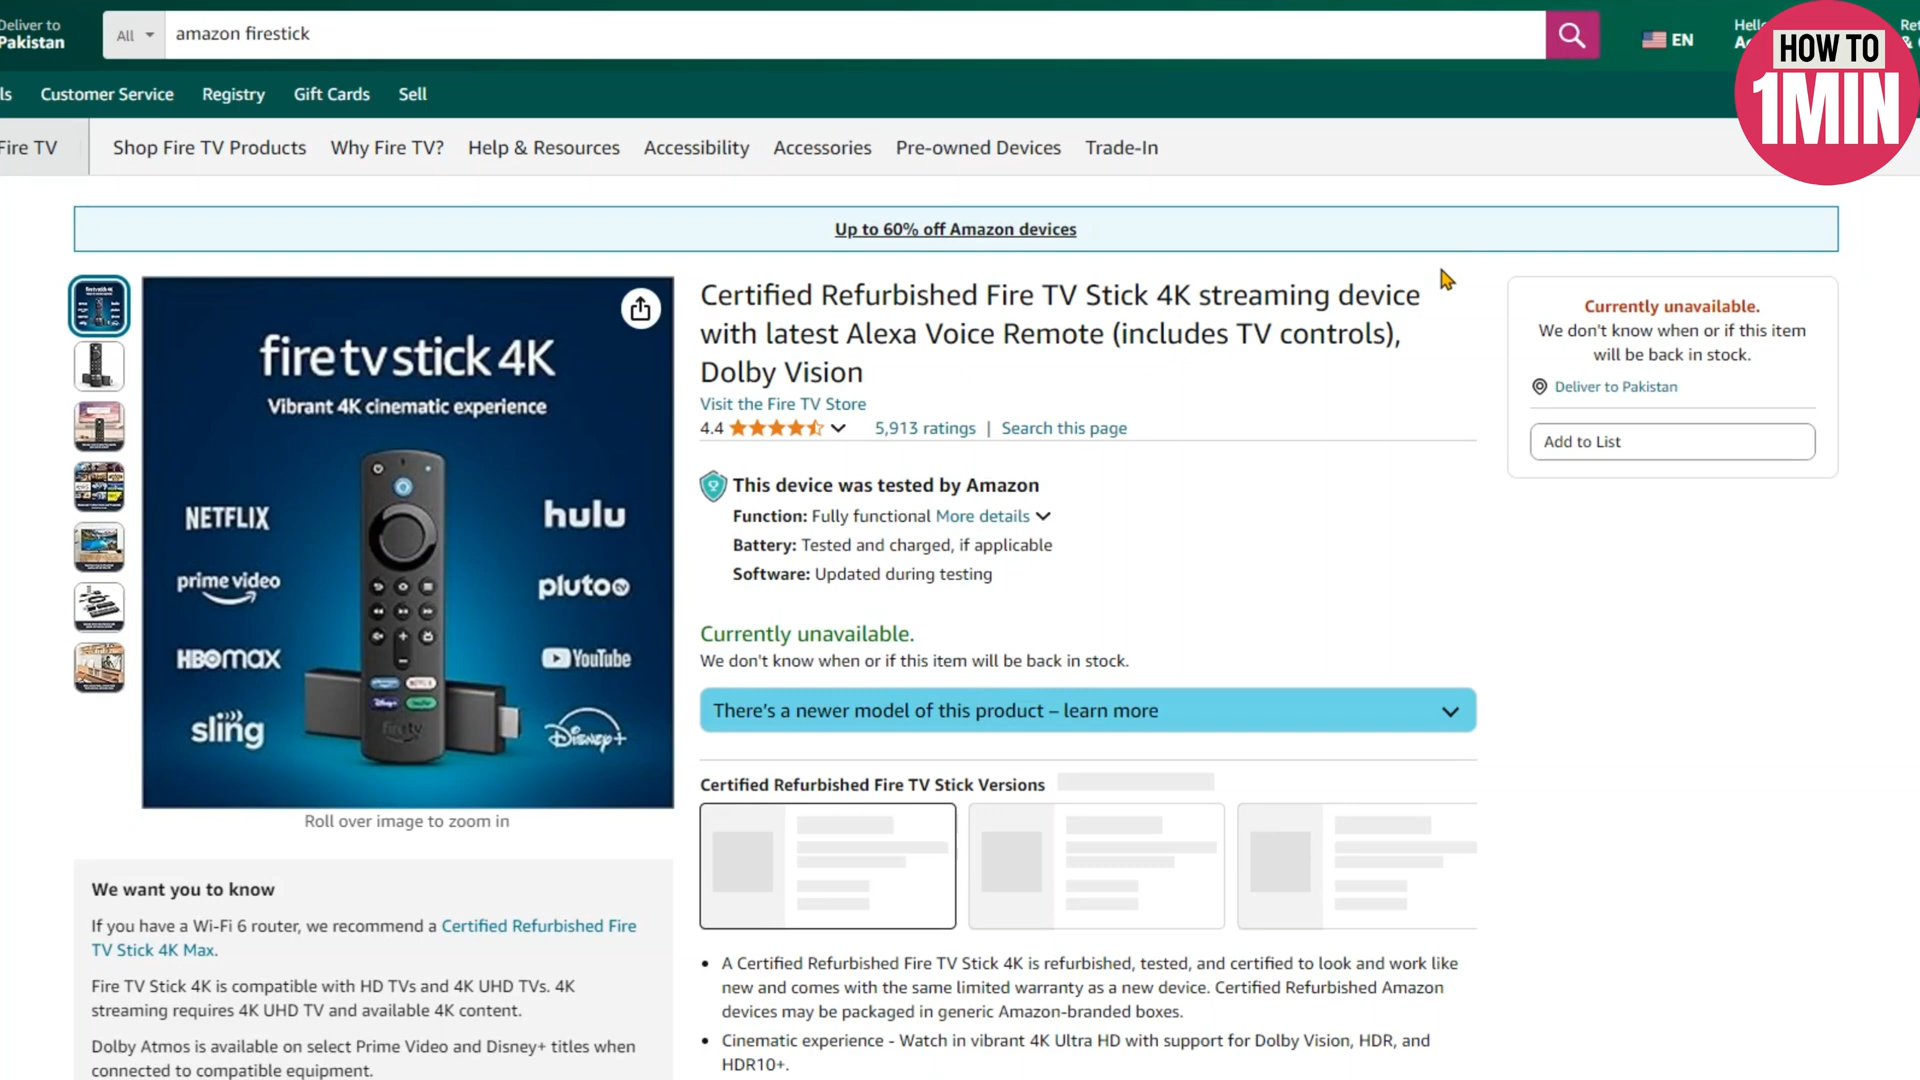 Deliver to
Pakistan
All
amazon firestick
EN
Hell
HOW TO
1MIN
ls
Customer Service
Registry
Gift Cards
Sell
Fire TV
Shop Fire TV Products
Why Fire TV?
Help & Resources
Accessibility
Accessories
Pre-owned Devices
Trade-In
Up to 60% off Amazon devices
fire tv stick 4K
Vibrant 4K cinematic experience
NETFLIX
hulu
prime video
pluto tv
HBO max
YouTube
sling
Disney+
fire tv
Roll over image to zoom in
We want you to know
If you have a Wi-Fi 6 router, we recommend a Certified Refurbished Fire
TV Stick 4K Max.
Fire TV Stick 4K is compatible with HD TVs and 4K UHD TVs. 4K
streaming requires 4K UHD TV and available 4K content.
Dolby Atmos is available on select Prime Video and Disney+ titles when
connected to compatible equipment.
Certified Refurbished Fire TV Stick 4K streaming device
with latest Alexa Voice Remote (includes TV controls),
Dolby Vision
Visit the Fire TV Store
4.4
5,913 ratings | Search this page
This device was tested by Amazon
Function: Fully functional More details
Battery: Tested and charged, if applicable
Software: Updated during testing
Currently unavailable.
We don't know when or if this item will be back in stock.
There's a newer model of this product – learn more
Certified Refurbished Fire TV Stick Versions
• A Certified Refurbished Fire TV Stick 4K is refurbished, tested, and certified to look and work like
new and comes with the same limited warranty as a new device. Certified Refurbished Amazon
devices may be packaged in generic Amazon-branded boxes.
• Cinematic experience - Watch in vibrant 4K Ultra HD with support for Dolby Vision, HDR, and
HDR10+.
Currently unavailable.
We don't know when or if this item
will be back in stock.
Deliver to Pakistan
Add to List